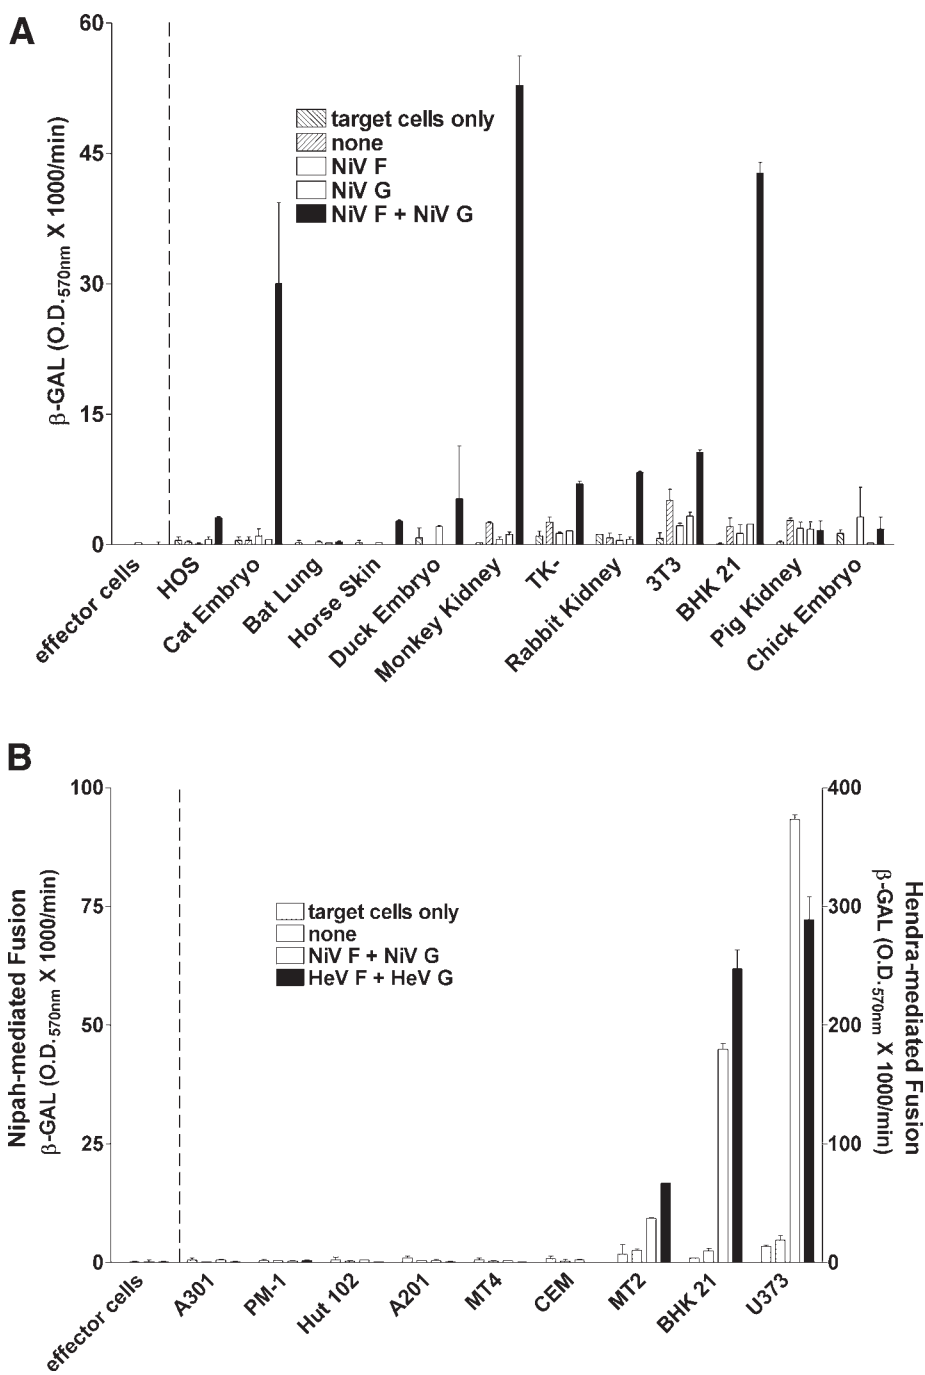 A
60
45
30
15
0
β-GAL (O.D.570nm X 1000/min)
target cells only
none
NiV F
NiV G
NiV F + NiV G
effector cells
HOS
Cat Embryo
Bat Lung
Horse Skin
Duck Embryo
Monkey Kidney
TK-
Rabbit Kidney
3T3
BHK 21
Pig Kidney
Chick Embryo
B
100
75
50
25
0
Nipah-mediated Fusion
β-GAL (O.D.570nm X 1000/min)
target cells only
none
NiV F + NiV G
HeV F + HeV G
400
300
200
100
0
Hendra-mediated Fusion
β-GAL (O.D.570nm X 1000/min)
effector cells
A301
PM-1
Hut 102
A201
MT4
CEM
MT2
BHK 21
U373